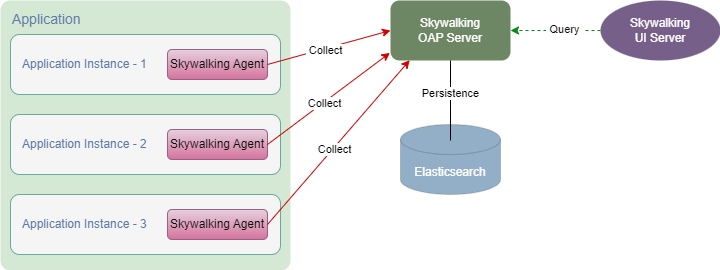 Application
Application Instance - 1
Skywalking Agent
Collect
Skywalking
OAP Server
Query
Skywalking
UI Server
Persistence
Application Instance - 2
Skywalking Agent
Collect
Elasticsearch
Application Instance - 3
Skywalking Agent
Collect